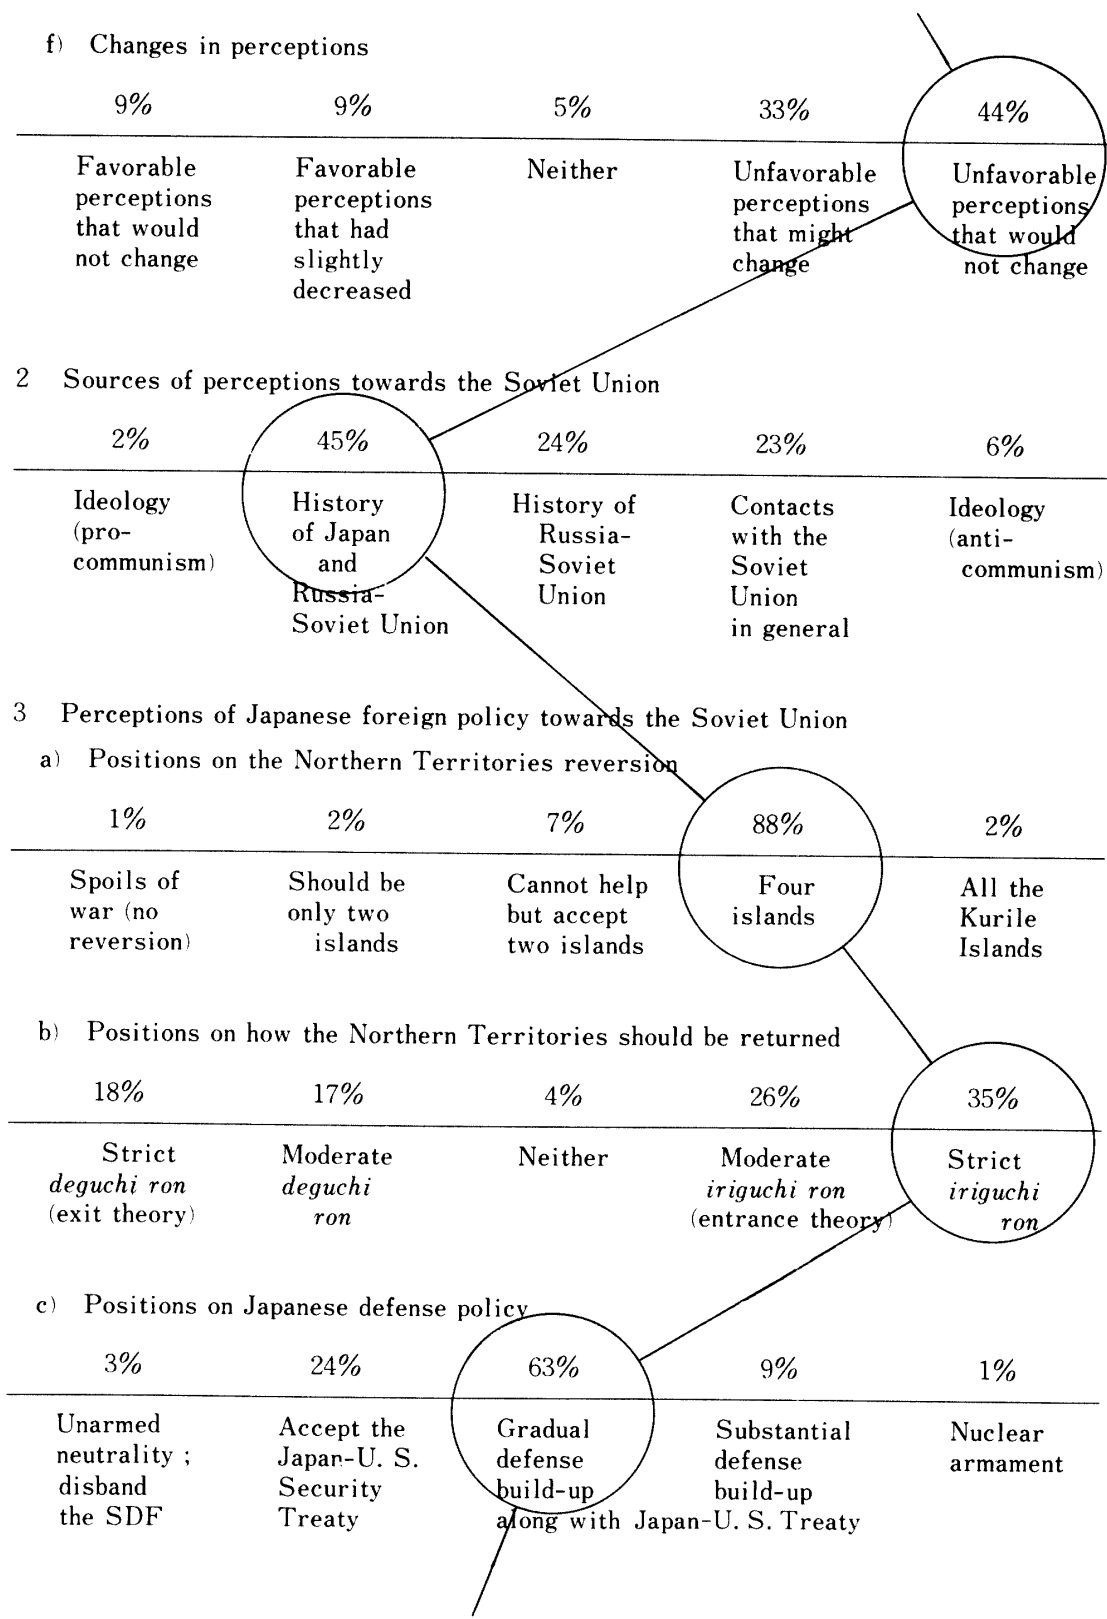 f) Changes in perceptions
9% 9% 5% 33% 44%
Favorable Favorable Neither Unfavorable Unfavorable
perceptions perceptions perceptions perceptions
that would that had that might that would
not change slightly change not change
decreased
2 Sources of perceptions towards the Soviet Union
2% 45% 24% 23% 6%
Ideology History History of Contacts Ideology
(pro- of Japan Russia- with the (anti-
communism) and Soviet Soviet communism)
Russia- Union Union
Soviet Union in general
3 Perceptions of Japanese foreign policy towards the Soviet Union
a) Positions on the Northern Territories reversion
1% 2% 7% 88% 2%
Spoils of Should be Cannot help Four All the
war (no only two but accept islands Kurile
reversion) islands two islands Islands
b) Positions on how the Northern Territories should be returned
18% 17% 4% 26% 35%
Strict Moderate Neither Moderate Strict
deguchi ron deguchi iriguchi ron iriguchi
(exit theory) ron (entrance theory) ron
c) Positions on Japanese defense policy
3% 24% 63% 9% 1%
Unarmed Accept the Gradual Substantial Nuclear
neutrality ; Japan-U. S. defense defense armament
disband Security build-up build-up
the SDF Treaty along with Japan-U. S. Treaty